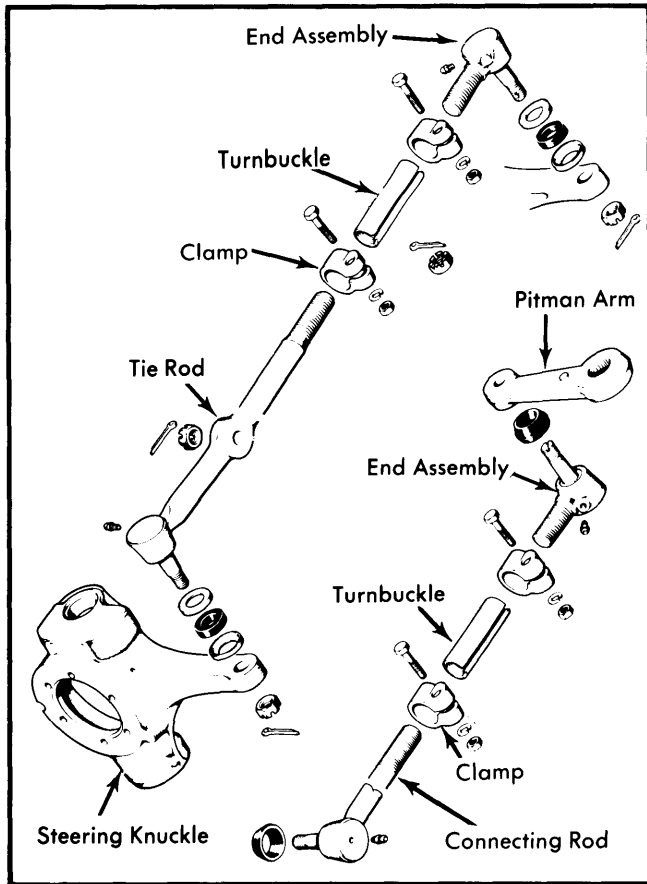 End Assembly
Turnbuckle
Clamp
Pitman Arm
Tie Rod
End Assembly
Turnbuckle
Clamp
Steering Knuckle
Connecting Rod